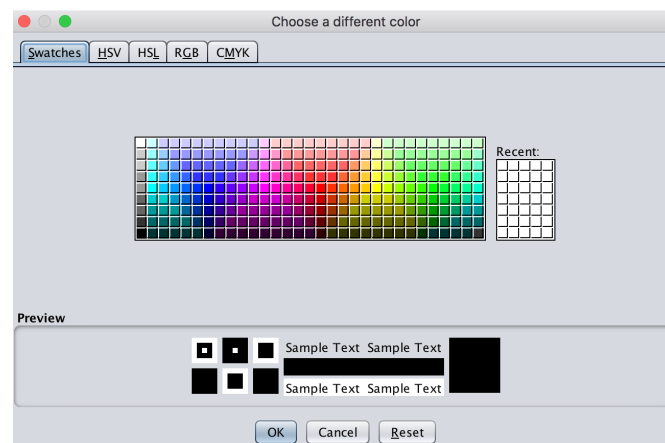 Choose a different color
Swatches HSV HSL RGB CMYK
Recent:
Preview
Sample Text Sample Text
Sample Text Sample Text
OK Cancel Reset